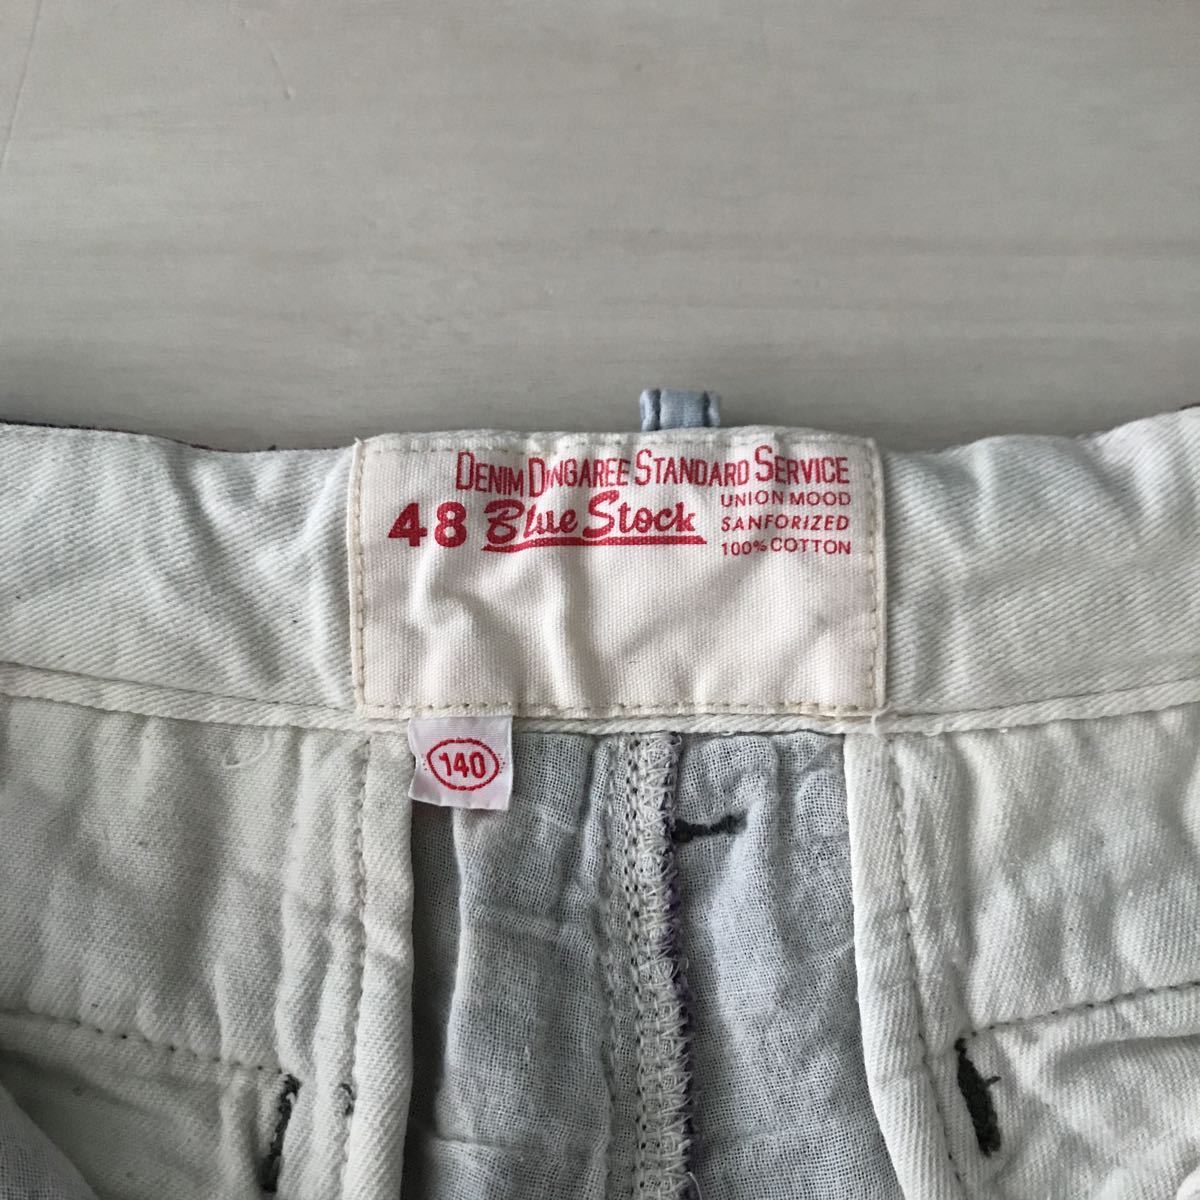 DENIM DUNGAREE STANDARD SERVICE
48 Blue Stock
UNION MOOD
SANFORIZED
100% COTTON
140